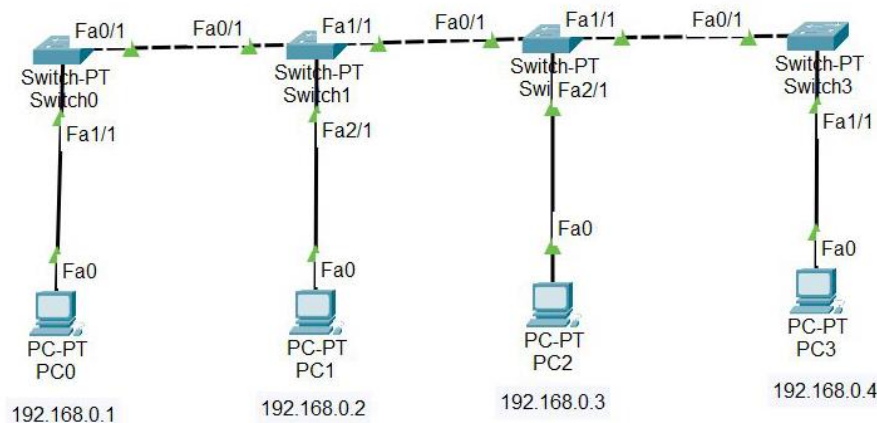 Fa0/1 Fa0/1 Fa1/1 Fa0/1 Fa1/1 Fa0/1
Switch-PT Switch-PT Switch-PT Switch-PT
Switch0 Switch1 Swi Switch3
Fa1/1 Fa2/1 Fa2/1 Fa1/1
Fa0 Fa0 Fa0 Fa0
PC-PT PC-PT PC-PT PC-PT
PC0 PC1 PC2 PC3
192.168.0.1 192.168.0.2 192.168.0.3 192.168.0.4